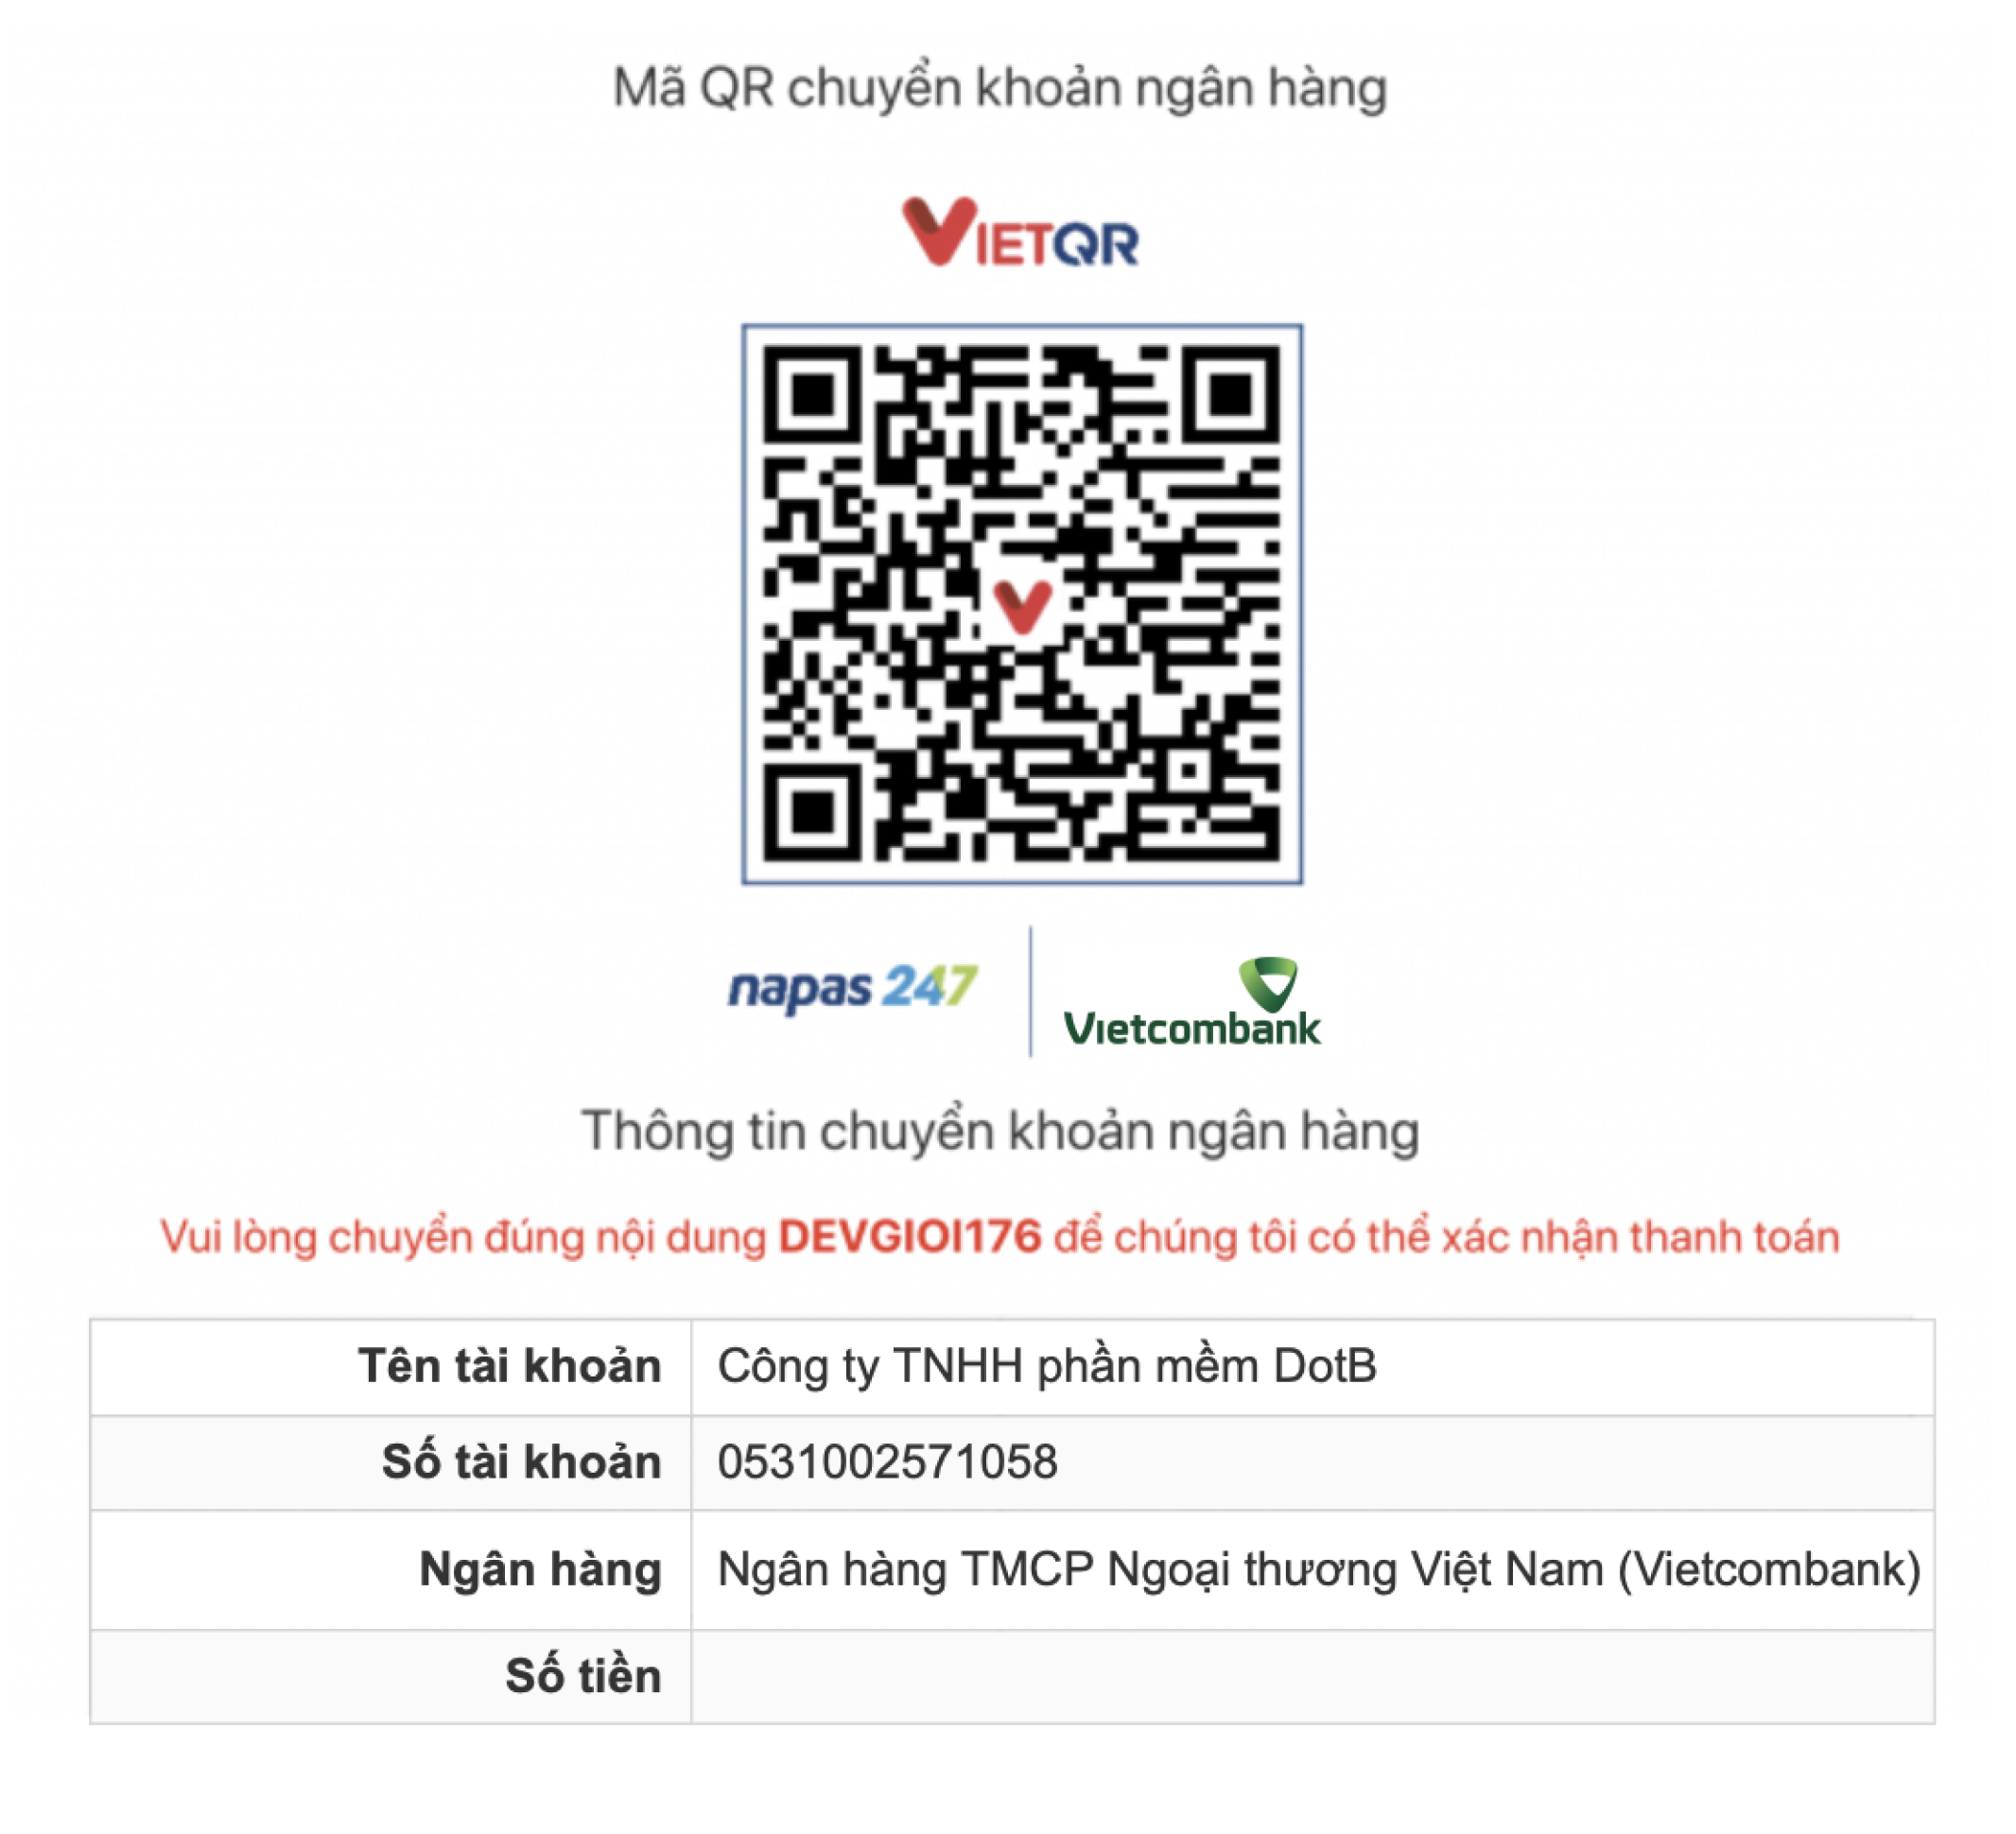 Mã QR chuyển khoản ngân hàng
VIETQR
napas 247
Vietcombank
Thông tin chuyển khoản ngân hàng
Vui lòng chuyển đúng nội dung DEVGIOI176 để chúng tôi có thể xác nhận thanh toán
Tên tài khoản Công ty TNHH phần mềm DotB
Số tài khoản 0531002571058
Ngân hàng Ngân hàng TMCP Ngoại thương Việt Nam (Vietcombank)
Số tiền